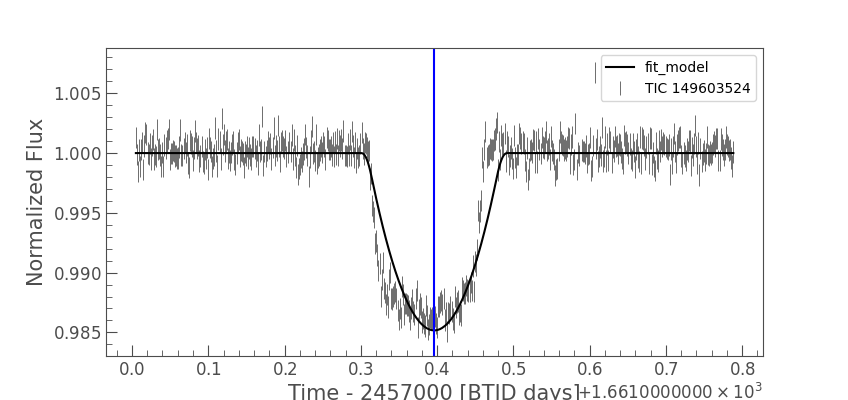 fit_model
TIC 149603524
1.005
1.000
0.995
0.990
0.985
Normalized Flux
0.0 0.1 0.2 0.3 0.4 0.5 0.6 0.7 0.8
Time - 2457000 [BTJD days]
+1.6610000000 × 10³